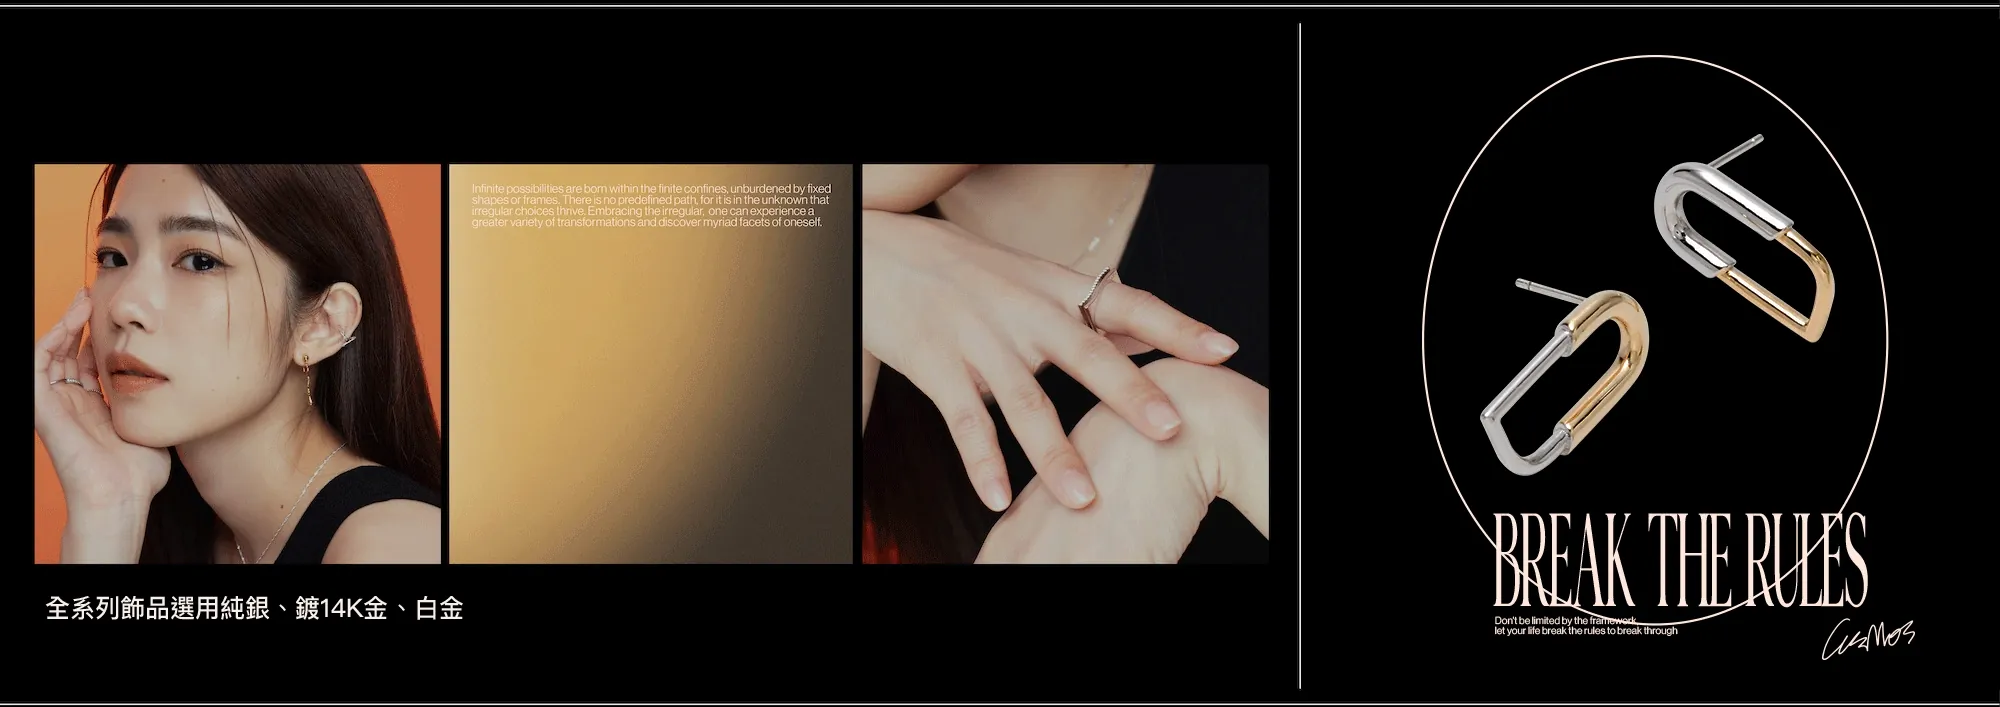 Infinite possibilities are born within the finite confines, unburdened by fixed
shapes or frames. There is no predefined path, for it is in the unknown that
irregular choices thrive. Embracing the irregular, one can experience a
greater variety of transformations and discover myriad facets of oneself.
全系列飾品選用純銀、鍍14K金、白金
BREAK THE RULES
Don't be limited by the framework,
let your life break the rules to break through
Cosmos